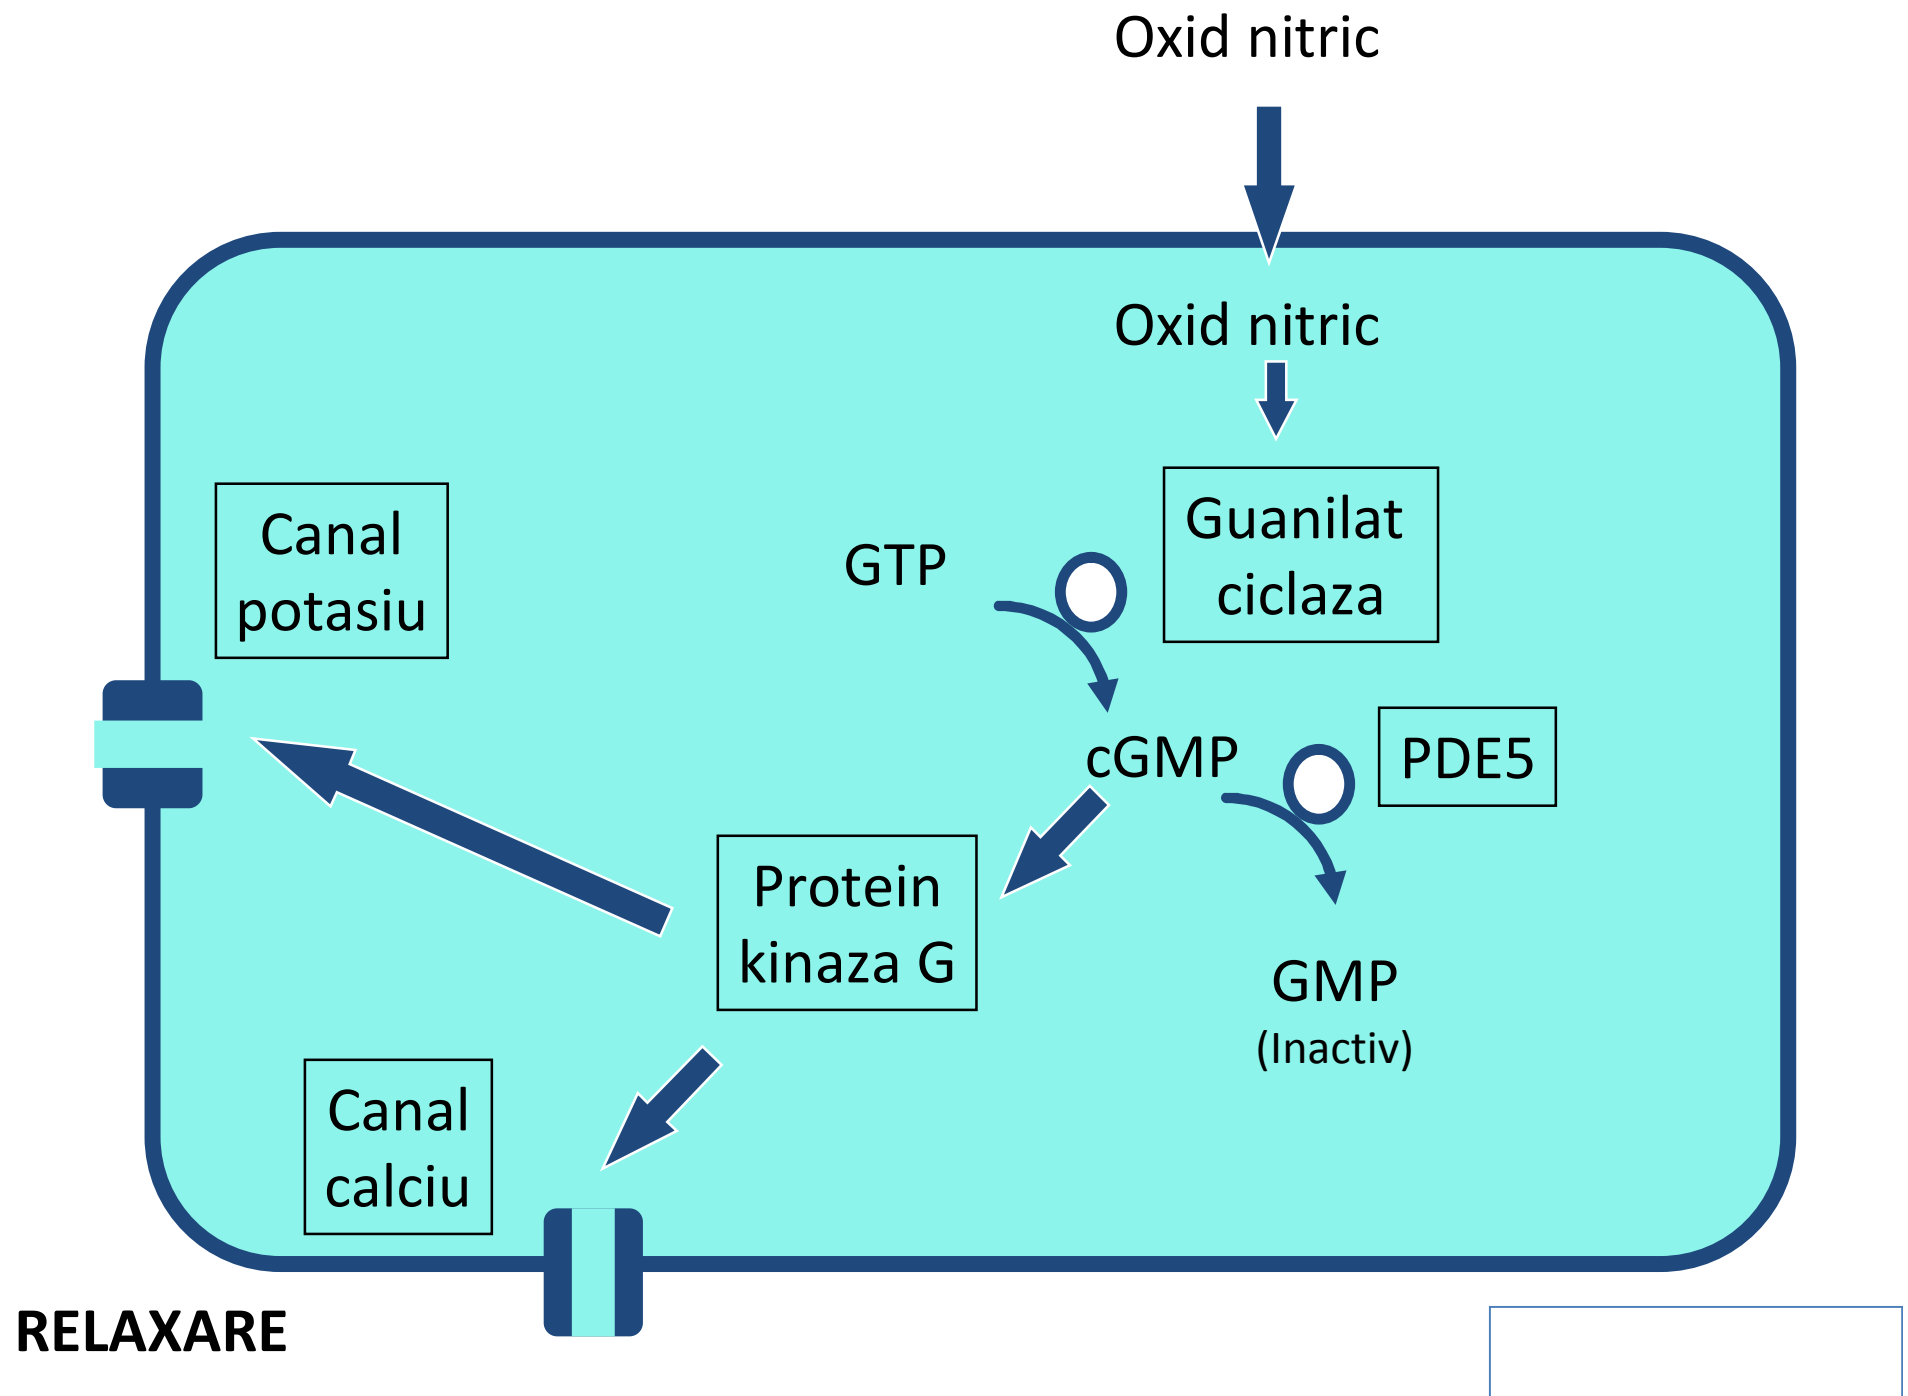 Oxid nitric
Oxid nitric
Canal
potasiu
GTP
Guanilat
ciclaza
cGMP
PDE5
Protein
kinaza G
GMP
(Inactiv)
Canal
calciu
RELAXARE